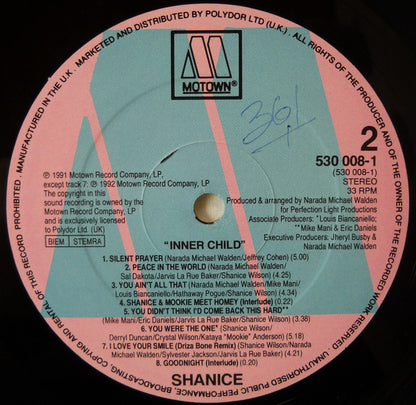 MARKETED AND DISTRIBUTED BY POLYDOR LTD (U.K.). ALL RIGHTS OF THE PRODUCER AND OF THE OWNER OF THE RECORDED WORK RESERVED. UNAUTHORISED PUBLIC PERFORMANCE, BROADCASTING, COPYING AND RENTAL OF THIS RECORD PROHIBITED. MANUFACTURED IN THE U.K.
MOTOWN®
361
2
530 008-1
(530 008-1)
STEREO
33 RPM
℗ 1991 Motown Record Company, LP,
except track 7: ℗ 1992 Motown Record Company, LP
The copyright in this
sound recording is owned by the
Motown Record Company, LP
and is exclusively licensed
to Polydor Ltd. (UK)
BIEM STEMRA
Produced and arranged by Narada Michael Walden
for Perfection Light Productions
Associate Producers: *Louis Biancaniello;
**Mike Mani & Eric Daniels
Executive Producers: Jheryl Busby &
Narada Michael Walden
"INNER CHILD"
1. SILENT PRAYER (Narada Michael Walden/Jeffrey Cohen) (5.00)
2. PEACE IN THE WORLD (Narada Michael Walden/
Sal Dakota/Jarvis La Rue Baker/Shanice Wilson)
3. YOU AIN'T ALL THAT (Narada Michael Walden/Mike Mani/
Louis Biancaniello/Hathaway Pogue/Shanice Wilson) (4.30)
4. SHANICE & MOOKIE MEET HOMEY (Interlude) (0.22)
5. YOU DIDN'T THINK I'D COME BACK THIS HARD**
(Mike Mani/Eric Daniels/Jarvis La Rue Baker/Shanice Wilson) (3.38)
6. YOU WERE THE ONE* (Shanice Wilson/
Darryl Duncan/Crystal Wilson/Kataya "Mookie" Anderson)
7. I LOVE YOUR SMILE (Driza Bone Remix) (Shanice Wilson/Narada
Michael Walden/Sylvester Jackson/Jarvis La Rue Baker) (4.05)
8. GOODNIGHT (Interlude) (0.20)
SHANICE